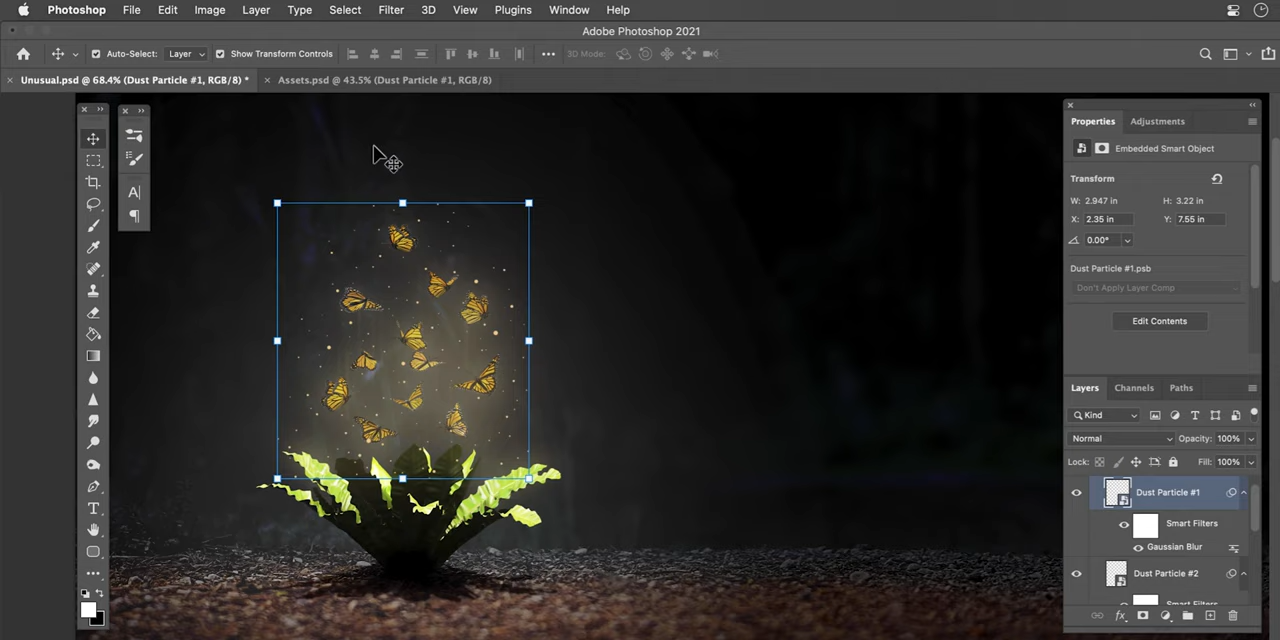 Photoshop File Edit Image Layer Type Select Filter 3D View Plugins Window Help
Adobe Photoshop 2021
Auto-Select: Layer Show Transform Controls 3D Mode:
Unusual.psd @ 68.4% (Dust Particle #1, RGB/8) * Assets.psd @ 43.5% (Dust Particle #1, RGB/8)
Properties Adjustments
Embedded Smart Object
Transform
W: 2.947 in H: 3.22 in
X: 2.35 in Y: 7.55 in
0.00°
Dust Particle #1.psb
Don't Apply Layer Comp
Edit Contents
Layers Channels Paths
Kind
Normal Opacity: 100%
Lock: Fill: 100%
Dust Particle #1
Smart Filters
Gaussian Blur
Dust Particle #2
Smart Filters